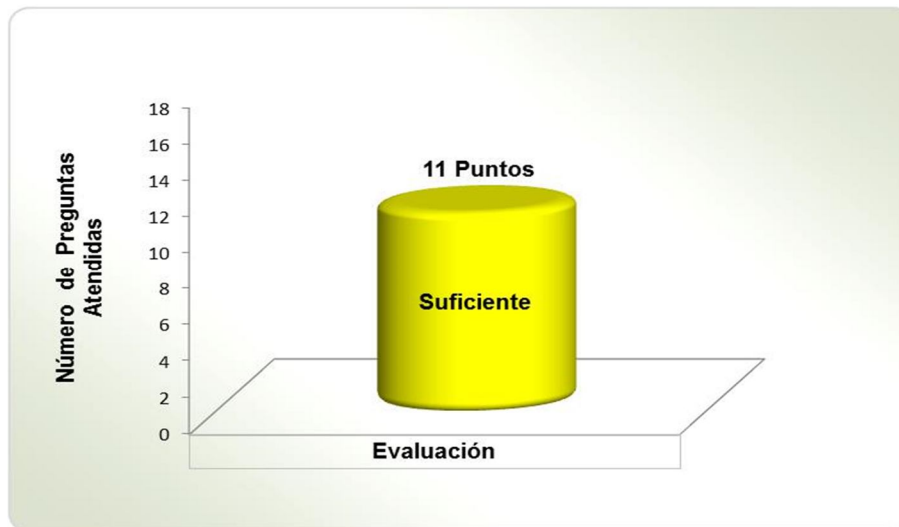 Número de Preguntas
Atendidas
18
16
14
12
10
8
6
4
2
0
11 Puntos
Suficiente
Evaluación